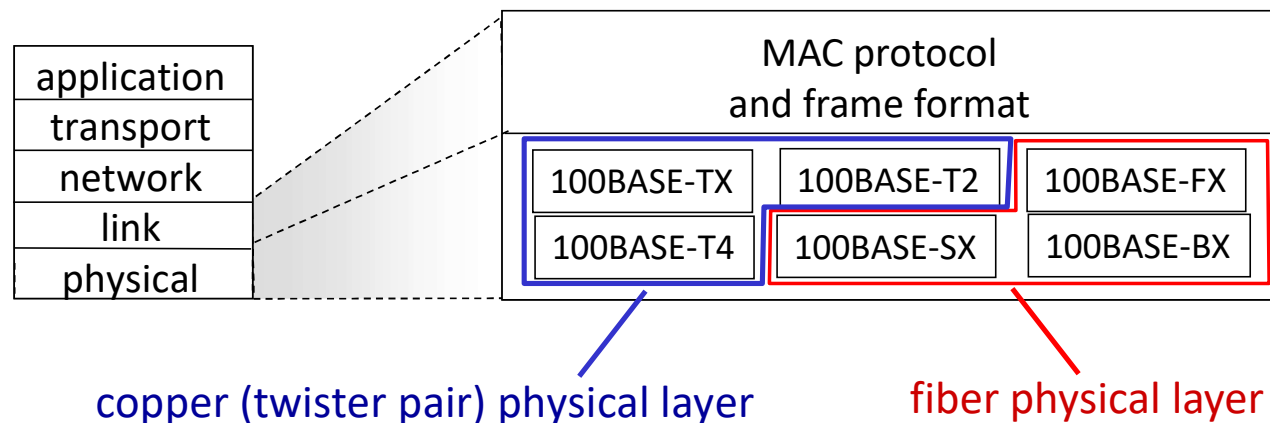 application
transport
network
link
physical
MAC protocol
and frame format
100BASE-TX
100BASE-T2
100BASE-FX
100BASE-T4
100BASE-SX
100BASE-BX
copper (twister pair) physical layer
fiber physical layer